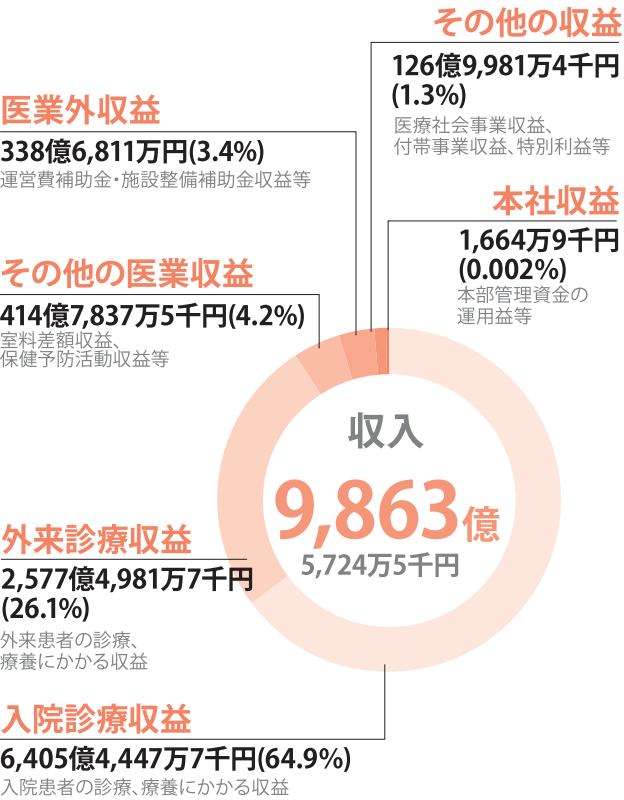 その他の収益
126億9,981万4千円
(1.3%)
医療社会事業収益、
付帯事業収益、特別利益等
医業外収益
338億6,811万円(3.4%)
運営費補助金・施設整備補助金収益等
本社収益
1,664万9千円
(0.002%)
本部管理資金の
運用益等
その他の医業収益
414億7,837万5千円(4.2%)
室料差額収益、
保健予防活動収益等
収入
9,863億
5,724万5千円
外来診療収益
2,577億4,981万7千円
(26.1%)
外来患者の診療、
療養にかかる収益
入院診療収益
6,405億4,447万7千円(64.9%)
入院患者の診療、療養にかかる収益